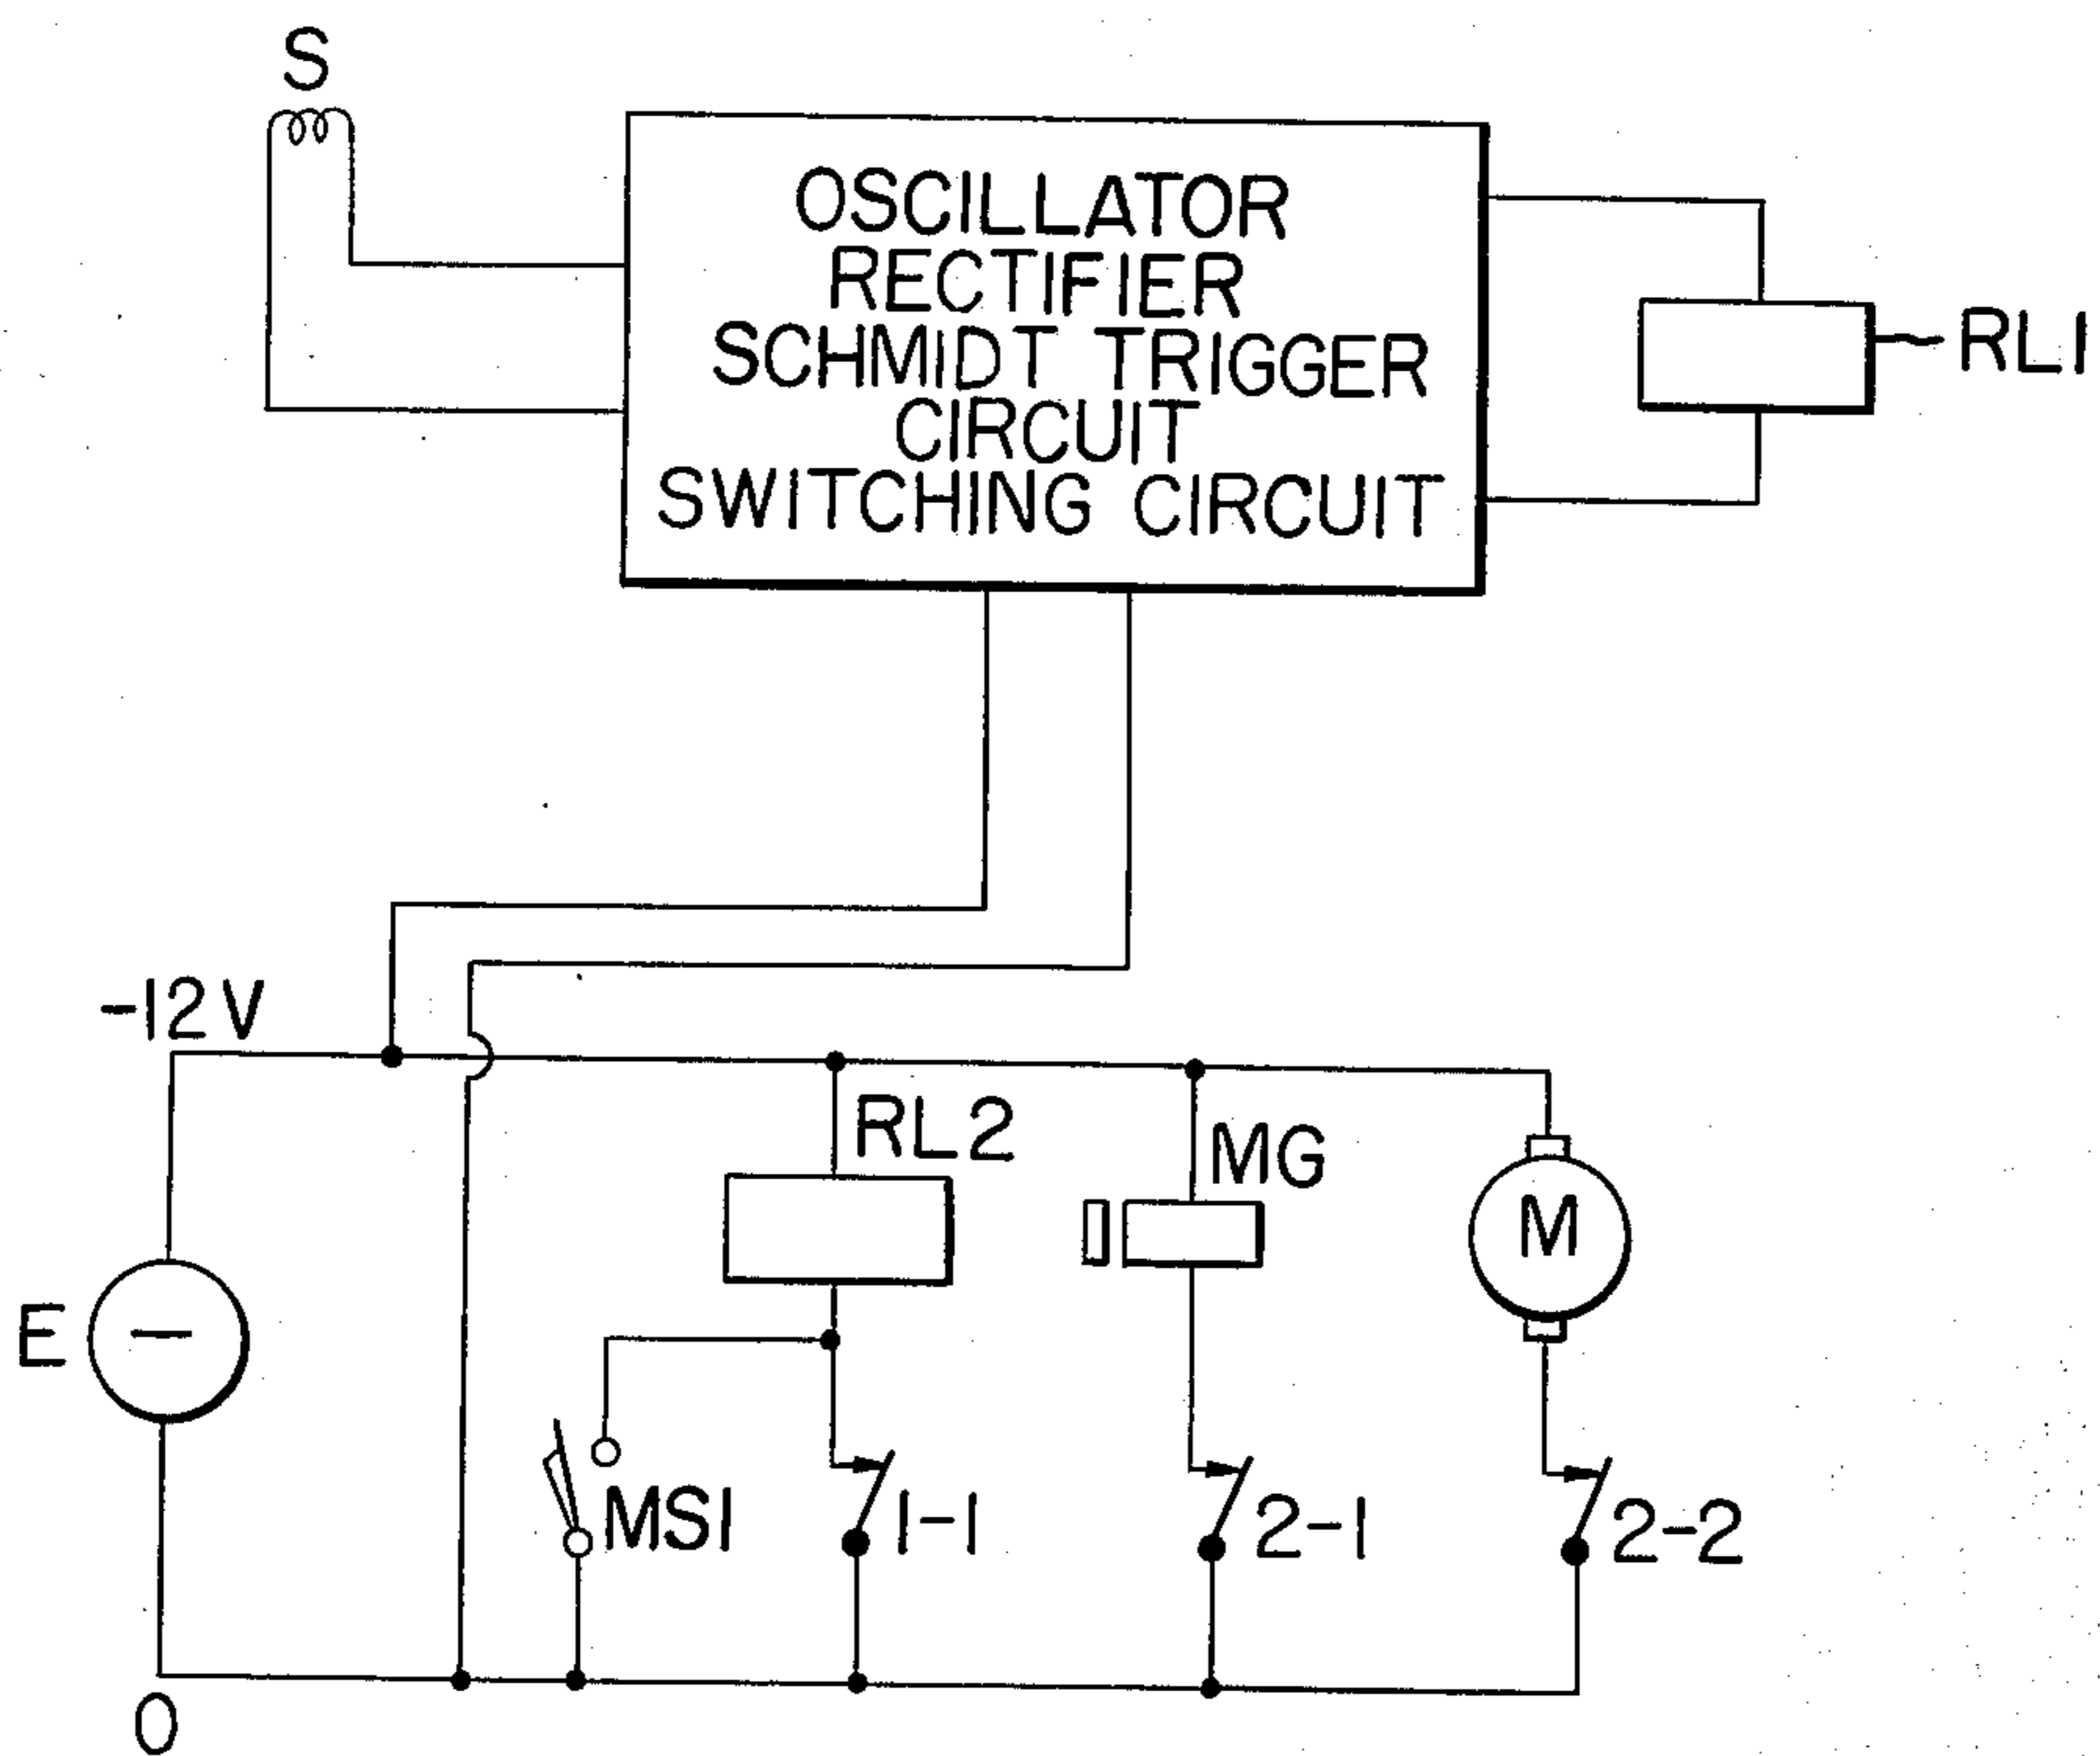 S
OSCILLATOR
RECTIFIER
SCHMIDT TRIGGER
CIRCUIT
SWITCHING CIRCUIT
RL1
-12V
RL2
MG
M
E
MS1
1-1
2-1
2-2
0